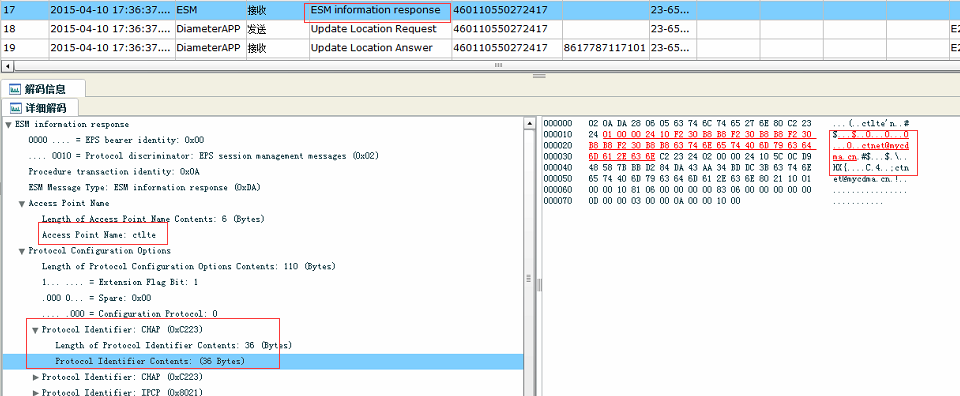 17 2015-04-10 17:36:37.... ESM 接收 ESM information response 460110550272417 23-65...
18 2015-04-10 17:36:37.... DiameterAPP 发送 Update Location Request 460110550272417 23-65... E2
19 2015-04-10 17:36:37.... DiameterAPP 接收 Update Location Answer 460110550272417 8617787117101 23-65... E2
解码信息
详细解码
ESM information response
0000 .... = EPS bearer identity: 0x00
.... 0010 = Protocol discriminator: EPS session management messages (0x02)
Procedure transaction identity: 0x0A
ESM Message Type: ESM information response (0xDA)
Access Point Name
Length of Access Point Name Contents: 6 (Bytes)
Access Point Name: ctlte
Protocol Configuration Options
Length of Protocol Configuration Options Contents: 110 (Bytes)
1... .... = Extension Flag Bit: 1
.000 0... = Spare: 0x00
.... .000 = Configuration Protocol: 0
Protocol Identifier: CHAP (0xC223)
Length of Protocol Identifier Contents: 36 (Bytes)
Protocol Identifier Contents: (36 Bytes)
Protocol Identifier: CHAP (0xC223)
Protocol Identifier: IPCP (0x8021)
000000 02 0A DA 28 06 05 63 74 6C 74 65 27 6E 80 C2 23 ...(..ctlte'n..#
000010 24 01 00 00 24 10 F2 30 B8 B8 F2 30 B8 B8 F2 30 $...$..0...0...0
000020 B8 B8 F2 30 B8 B8 63 74 6E 65 74 40 6D 79 63 64 ...0..ctnet@mycd
000030 6D 61 2E 63 6E C2 23 24 02 00 00 24 10 5C 0C D9 ma.cn.#$...$.\..
000040 48 58 7B BB D2 84 DA 43 AA 34 BD DC 3B 63 74 6E HX{....C.4..;ctn
000050 65 74 40 6D 79 63 64 6D 61 2E 63 6E 80 21 10 01 et@mycdma.cn.!..
000060 00 00 10 81 06 00 00 00 00 83 06 00 00 00 00 00 ................
000070 0D 00 00 03 00 00 0A 00 00 10 00 ...........